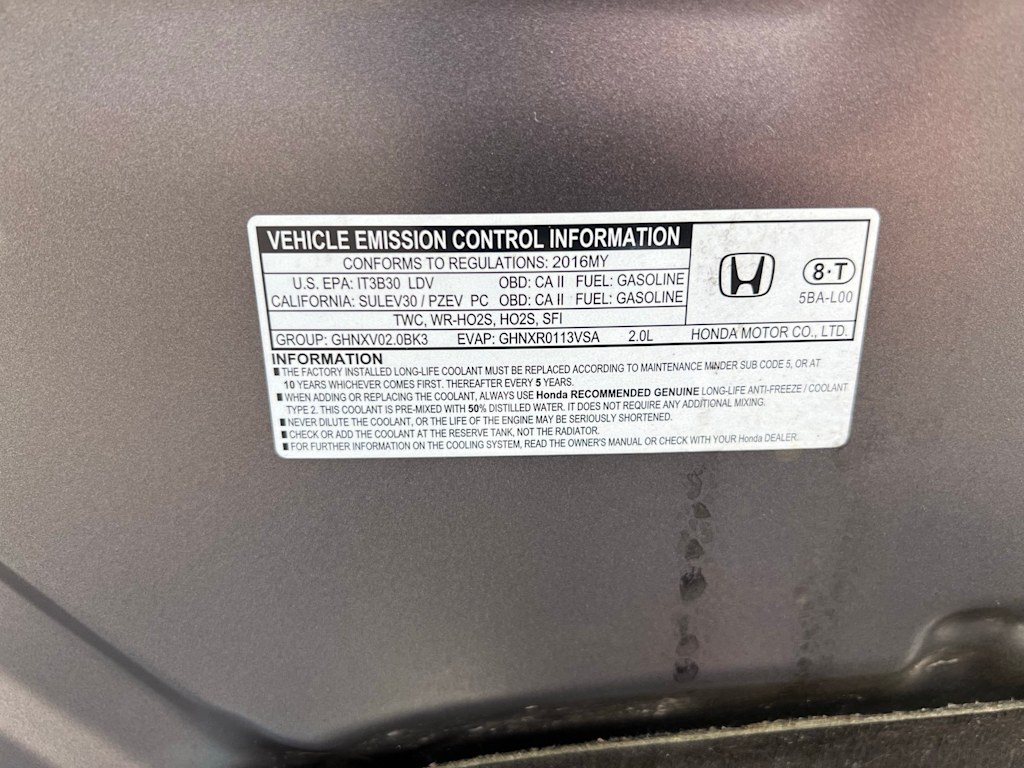 VEHICLE EMISSION CONTROL INFORMATION
CONFORMS TO REGULATIONS: 2016MY
U.S. EPA: IT3B30 LDV OBD: CA II FUEL: GASOLINE
CALIFORNIA: SULEV30 / PZEV PC OBD: CA II FUEL: GASOLINE
TWC, WR-HO2S, HO2S, SFI
GROUP: GHNXV02.0BK3 EVAP: GHNXR0113VSA 2.0L
8·T
5BA-L00
HONDA MOTOR CO., LTD.
INFORMATION
THE FACTORY INSTALLED LONG-LIFE COOLANT MUST BE REPLACED ACCORDING TO MAINTENANCE MINDER SUB CODE 5, OR AT
10 YEARS WHICHEVER COMES FIRST. THEREAFTER EVERY 5 YEARS.
WHEN ADDING OR REPLACING THE COOLANT, ALWAYS USE Honda RECOMMENDED GENUINE LONG-LIFE ANTI-FREEZE / COOLANT
TYPE 2. THIS COOLANT IS PRE-MIXED WITH 50% DISTILLED WATER. IT DOES NOT REQUIRE ANY ADDITIONAL MIXING.
NEVER DILUTE THE COOLANT, OR THE LIFE OF THE ENGINE MAY BE SERIOUSLY SHORTENED.
CHECK OR ADD THE COOLANT AT THE RESERVE TANK, NOT THE RADIATOR.
FOR FURTHER INFORMATION ON THE COOLING SYSTEM, READ THE OWNER'S MANUAL OR CHECK WITH YOUR Honda DEALER.